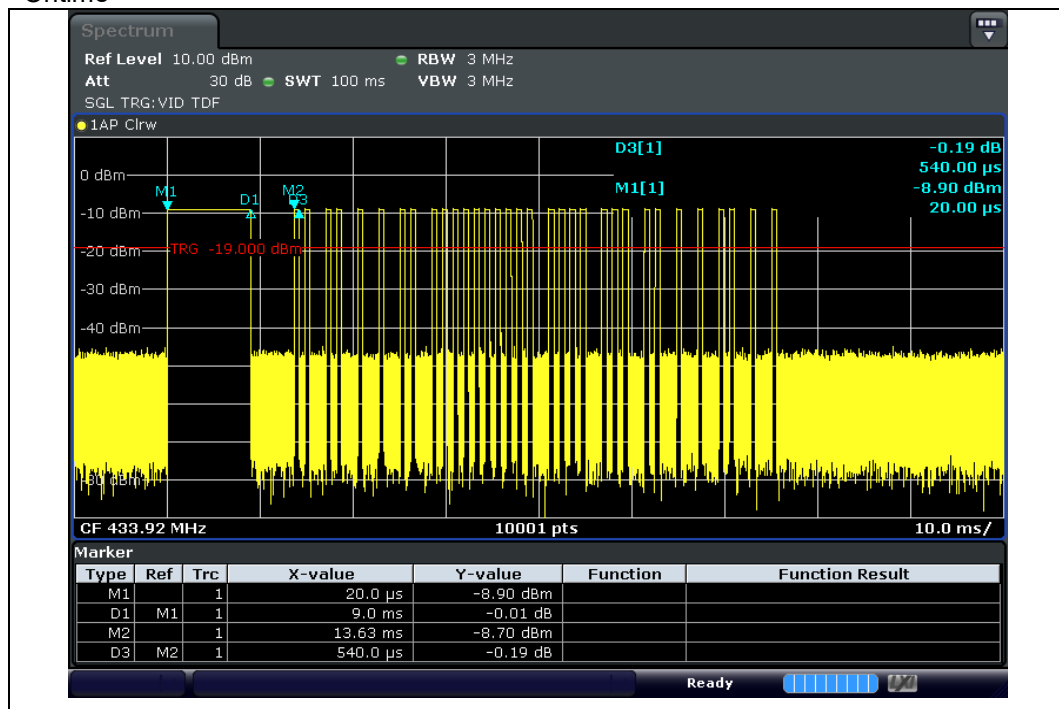 Ontime
Spectrum
Ref Level 10.00 dBm RBW 3 MHz
Att 30 dB SWT 100 ms VBW 3 MHz
SGL TRG:VID TDF
1AP Clrw
D3[1] -0.19 dB
540.00 µs
M1[1] -8.90 dBm
20.00 µs
0 dBm
M1 D1 M2 D3
-10 dBm
TRG -19.000 dBm
-20 dBm
-30 dBm
-40 dBm
-80 dBm
CF 433.92 MHz 10001 pts 10.0 ms/
Marker
Type Ref Trc X-value Y-value Function Function Result
M1 1 20.0 µs -8.90 dBm
D1 M1 1 9.0 ms -0.01 dB
M2 1 13.63 ms -8.70 dBm
D3 M2 1 540.0 µs -0.19 dB
Ready